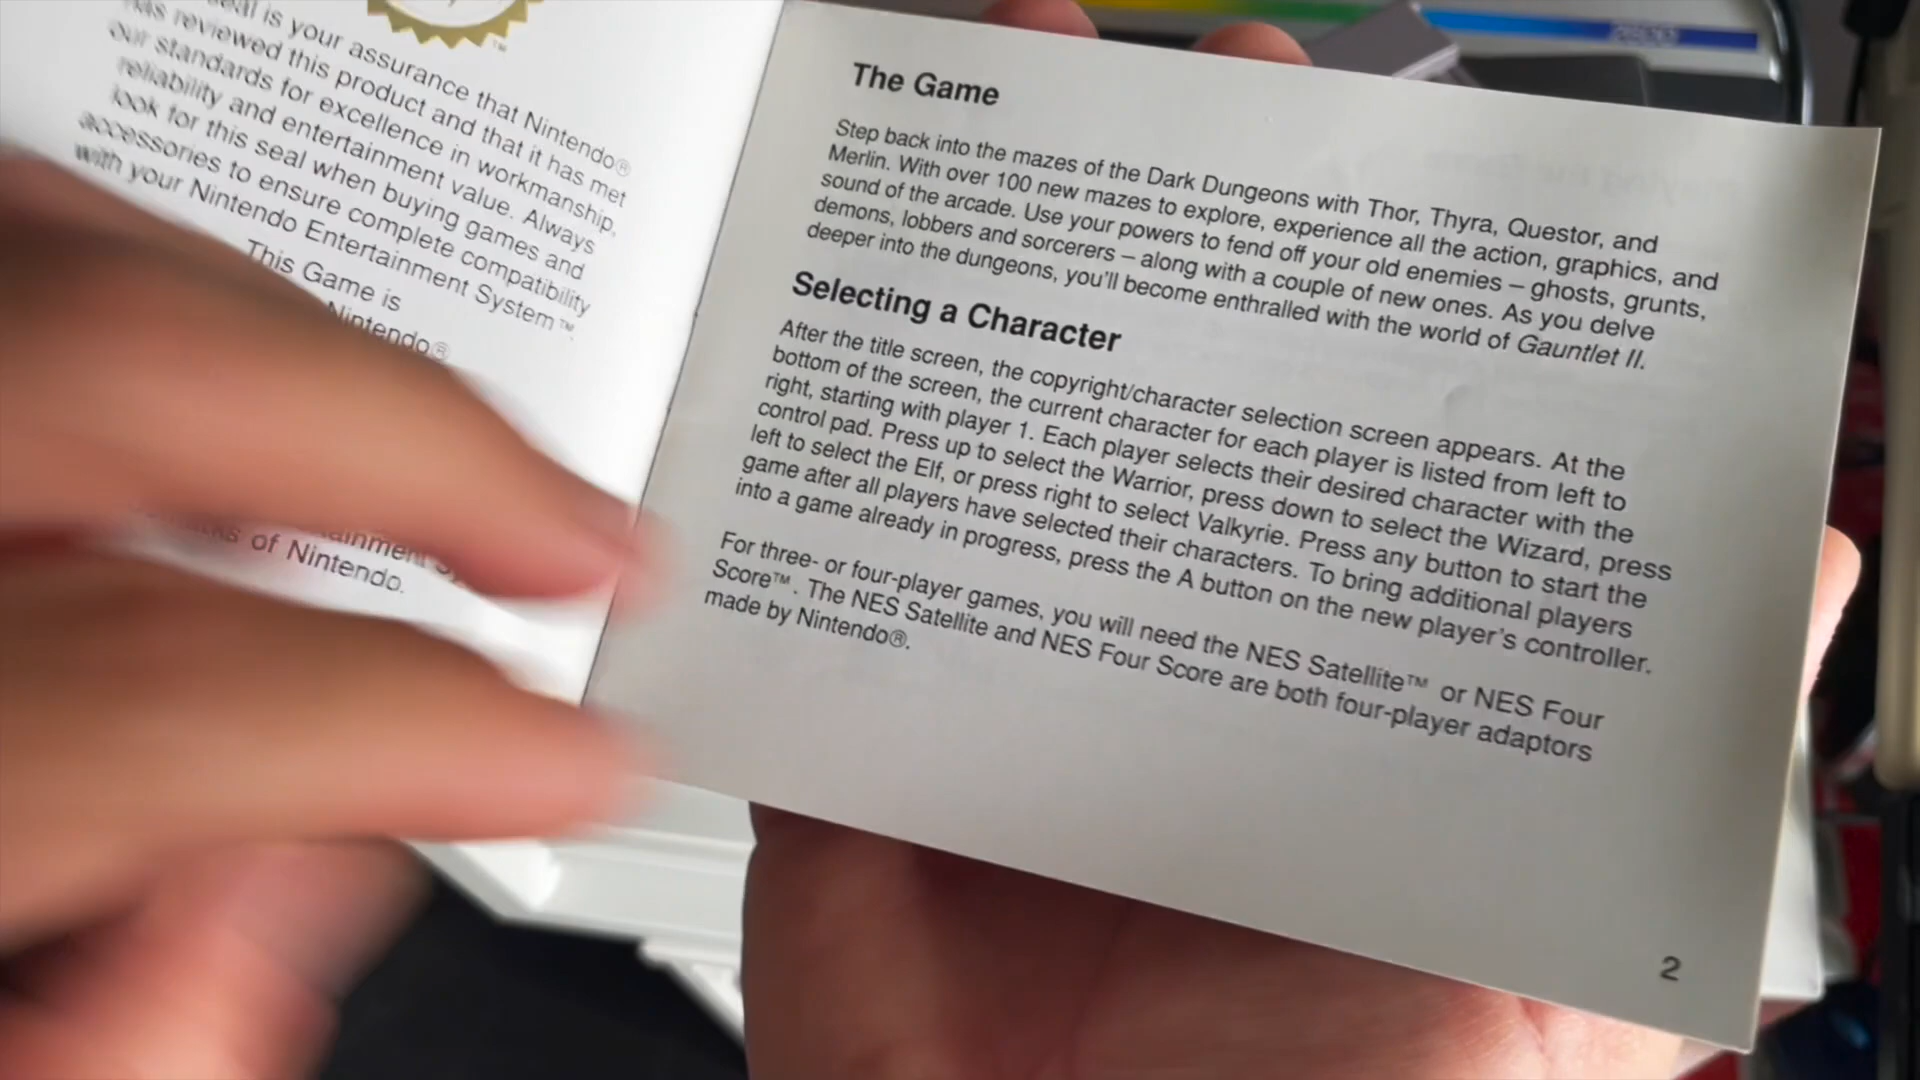 seal is your assurance that Nintendo®
has reviewed this product and that it has met
our standards for excellence in workmanship,
reliability and entertainment value. Always
look for this seal when buying games and
accessories to ensure complete compatibility
with your Nintendo Entertainment System™.
This Game is
Nintendo®
of Nintendo.
The Game
Step back into the mazes of the Dark Dungeons with Thor, Thyra, Questor, and
Merlin. With over 100 new mazes to explore, experience all the action, graphics, and
sound of the arcade. Use your powers to fend off your old enemies – ghosts, grunts,
demons, lobbers and sorcerers – along with a couple of new ones. As you delve
deeper into the dungeons, you'll become enthralled with the world of Gauntlet II.
Selecting a Character
After the title screen, the copyright/character selection screen appears. At the
bottom of the screen, the current character for each player is listed from left to
right, starting with player 1. Each player selects their desired character with the
control pad. Press up to select the Warrior, press down to select the Wizard, press
left to select the Elf, or press right to select Valkyrie. Press any button to start the
game after all players have selected their characters. To bring additional players
into a game already in progress, press the A button on the new player's controller.
For three- or four-player games, you will need the NES Satellite™ or NES Four
Score™. The NES Satellite and NES Four Score are both four-player adaptors
made by Nintendo®.
2